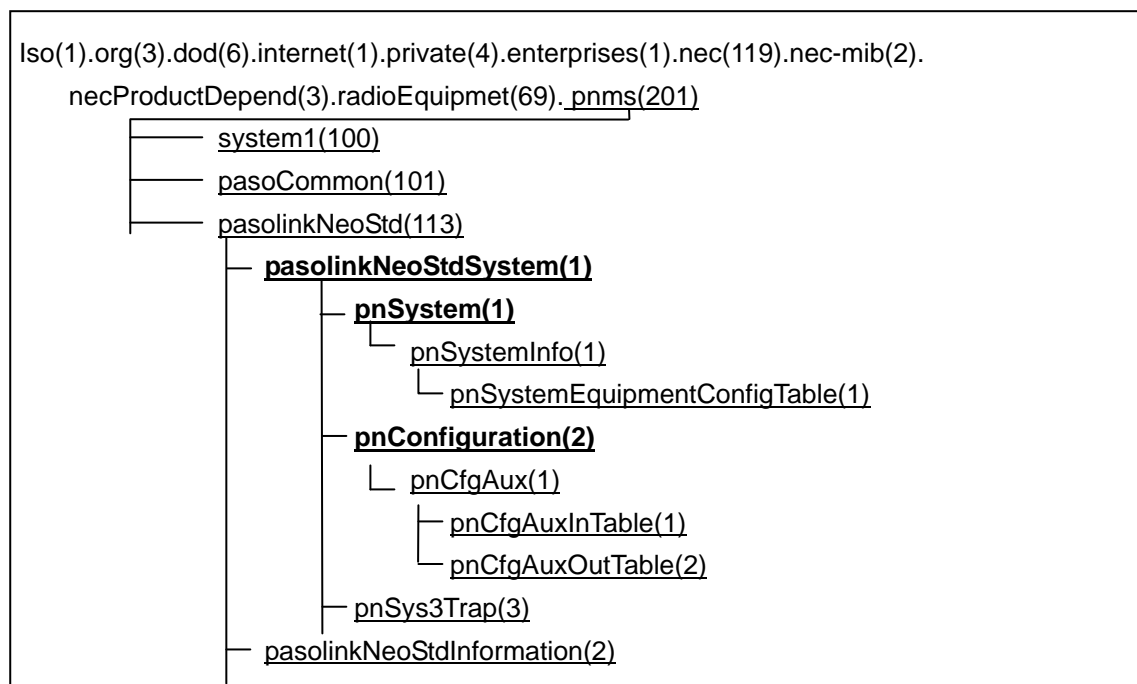 Iso(1).org(3).dod(6).internet(1).private(4).enterprises(1).nec(119).nec-mib(2).
necProductDepend(3).radioEquipmet(69). pnms(201)
system1(100)
pasoCommon(101)
pasolinkNeoStd(113)
pasolinkNeoStdSystem(1)
pnSystem(1)
pnSystemInfo(1)
pnSystemEquipmentConfigTable(1)
pnConfiguration(2)
pnCfgAux(1)
pnCfgAuxInTable(1)
pnCfgAuxOutTable(2)
pnSys3Trap(3)
pasolinkNeoStdInformation(2)